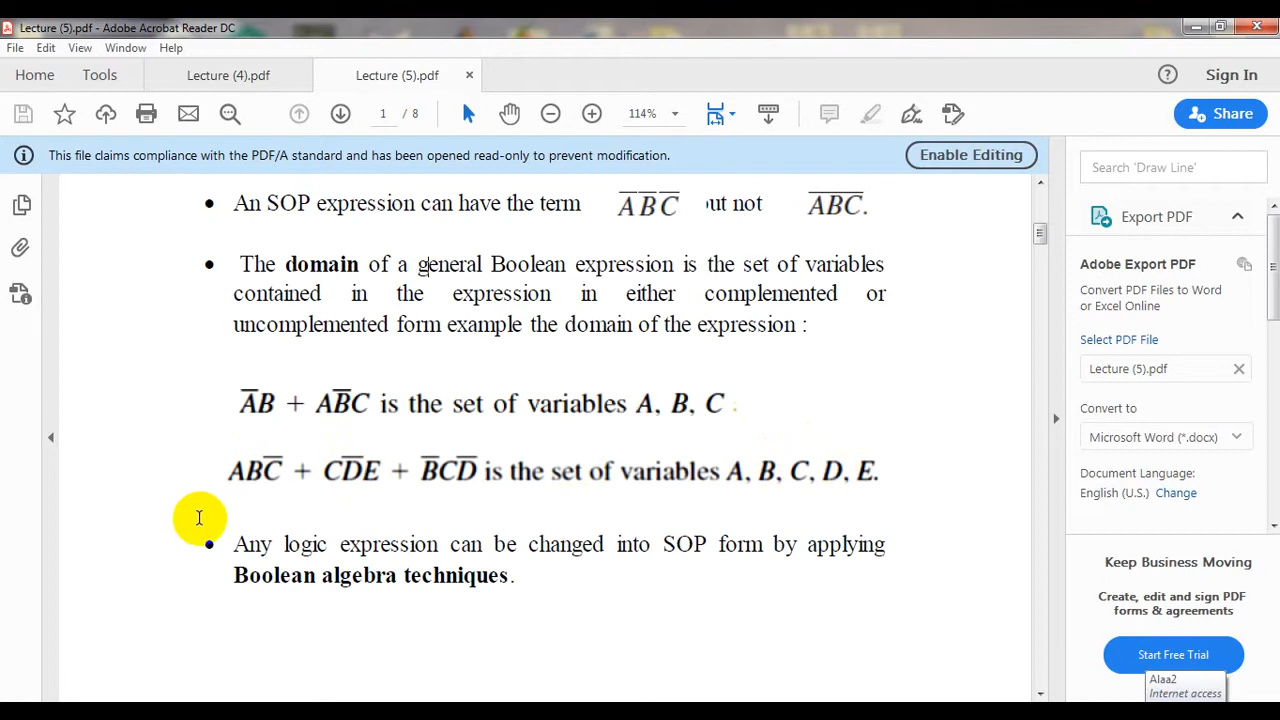 Lecture (5).pdf - Adobe Acrobat Reader DC
File Edit View Window Help
Home Tools Lecture (4).pdf Lecture (5).pdf × Sign In
1 / 8 114% Share
This file claims compliance with the PDF/A standard and has been opened read-only to prevent modification. Enable Editing
• An SOP expression can have the term A̅ B̅ C̅ but not A̅B̅C̅.
• The domain of a general Boolean expression is the set of variables
contained in the expression in either complemented or
uncomplemented form example the domain of the expression :
A̅B + AB̅C is the set of variables A, B, C
ABC̅ + CD̅E + B̅CD̅ is the set of variables A, B, C, D, E.
• Any logic expression can be changed into SOP form by applying
Boolean algebra techniques.
Search 'Draw Line'
Export PDF
Adobe Export PDF
Convert PDF Files to Word
or Excel Online
Select PDF File
Lecture (5).pdf
Convert to
Microsoft Word (*.docx)
Document Language:
English (U.S.) Change
Keep Business Moving
Create, edit and sign PDF
forms & agreements
Start Free Trial
Alaa2
Internet access